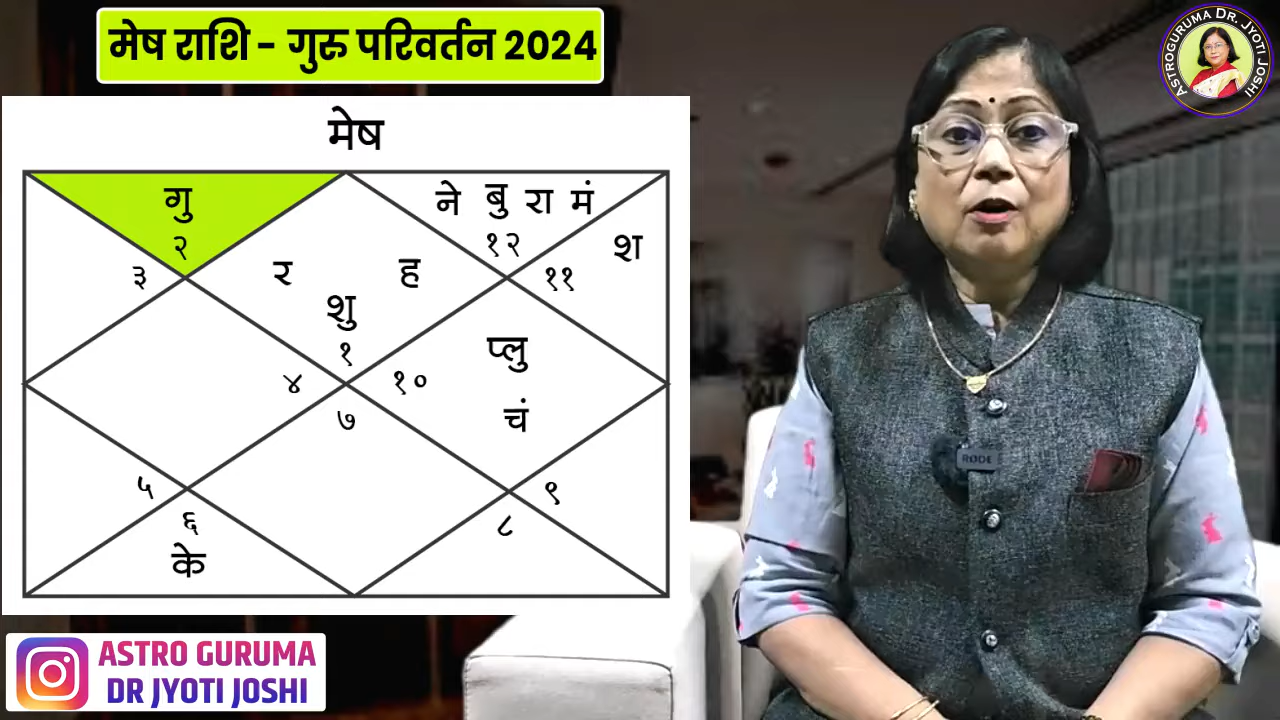 मेष राशि - गुरु परिवर्तन 2024
ASTROGURUMA DR. JYOTI JOSHI
मेष
गु
ने बु रा मं
२
१२
श
३
र
ह
११
शु
१
प्लु
४
१०
७
चं
५
९
६
८
के
RODE
ASTRO GURUMA
DR JYOTI JOSHI